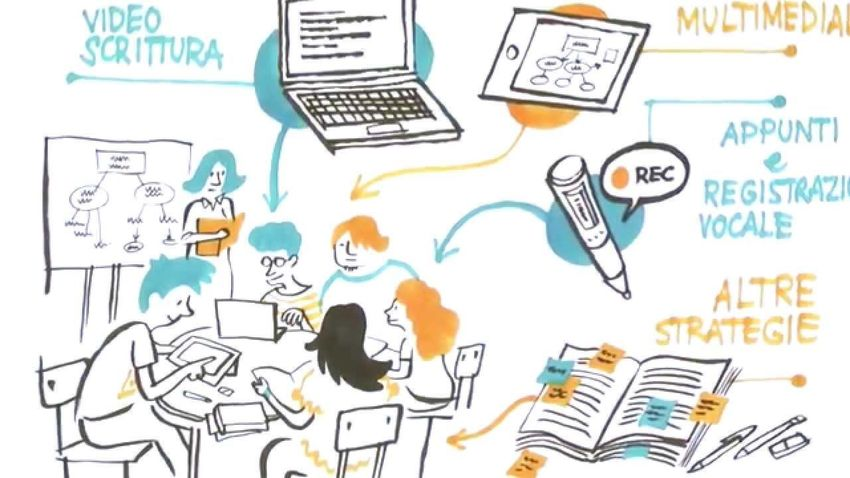 VIDEO
SCRITTURA
MULTIMEDIAL
REC
APPUNTI
e
REGISTRAZIO
VOCALE
ALTRE
STRATEGIE